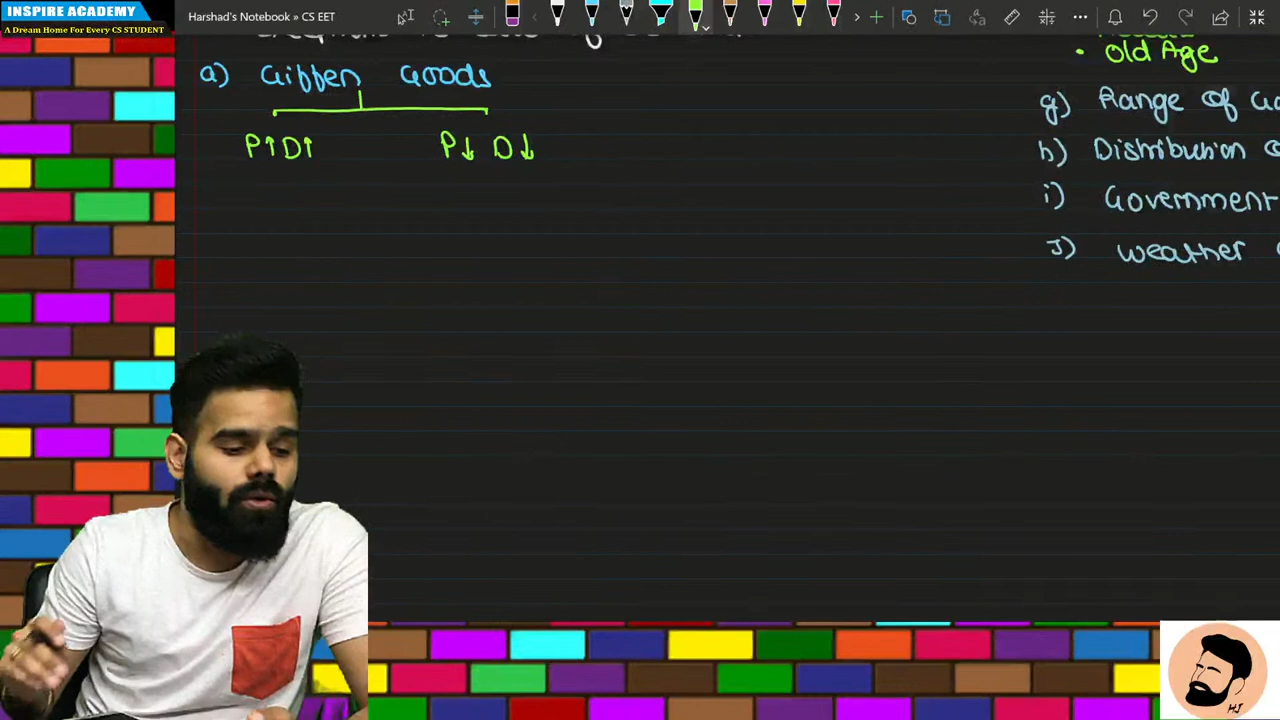 INSPIRE ACADEMY
A Dream Home For Every CS STUDENT
Harshad's Notebook » CS EET
a) Giffen Goods
P↑D↑ P↓ D↓
• Old Age
g) Range of
h) Distribution
i) Government
J) Weather
HJ